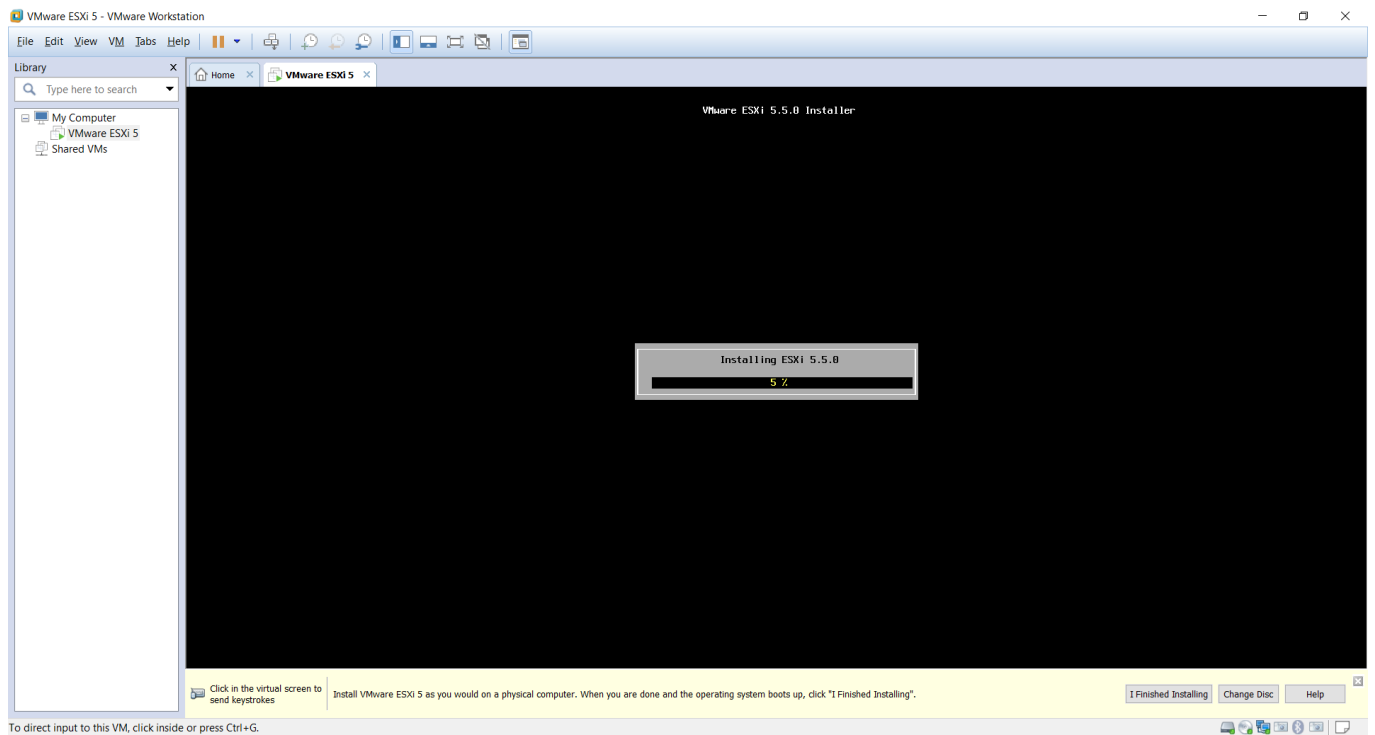 VMware ESXi 5 - VMware Workstation
File Edit View VM Tabs Help
Library
Type here to search
My Computer
VMware ESXi 5
Shared VMs
Home
VMware ESXi 5
VMware ESXi 5.5.0 Installer
Installing ESXi 5.5.0
5 %
Click in the virtual screen to
send keystrokes
Install VMware ESXi 5 as you would on a physical computer. When you are done and the operating system boots up, click "I Finished Installing".
I Finished Installing
Change Disc
Help
To direct input to this VM, click inside or press Ctrl+G.